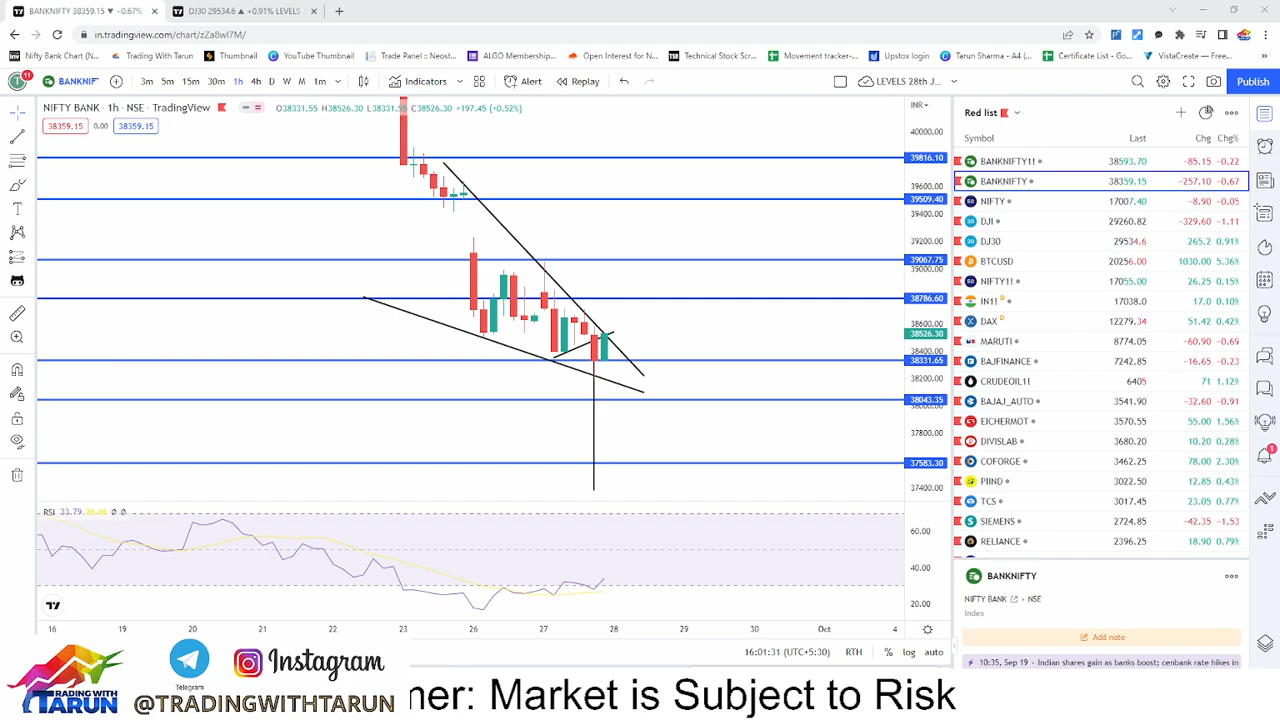 BANKNIFTY 38359.15 ▼ −0.67%
DJ30 29534.6 ▲ +0.91% LEVELS
in.tradingview.com/chart/zZa8wI7M/
Nifty Bank Chart (N...
Trading With Tarun
Thumbnail
YouTube Thumbnail
Trade Panel :: Neost...
ALGO Membership...
Open Interest for N...
Technical Stock Scr...
Movement tracker-...
Upstox login
Tarun Sharma - A4 (...
Certificate List - Go...
VistaCreate — Free...
11
BANKNIF
3m 5m 15m 30m 1h 4h D W M 1m
Indicators
Alert
Replay
LEVELS 28th J...
Publish
NIFTY BANK · 1h · NSE · TradingView
O38331.55 H38526.30 L38331.55 C38526.30 +197.45 (+0.52%)
38359.15 0.00 38359.15
INR
40000.00
39816.10
39600.00
39509.40
39400.00
39200.00
39067.75
39000.00
38786.60
38600.00
38526.30
38400.00
38331.65
38200.00
38043.35
38000.00
37800.00
37583.30
37400.00
RSI 33.79 26.66 ø ø
60.00
40.00
20.00
16 19 20 21 22 23 26 27 28 29 30 Oct 4
16:01:31 (UTC+5:30) RTH % log auto
Red list
Symbol Last Chg Chg%
BANKNIFTY1! 38593.70 -85.15 -0.22
BANKNIFTY 38359.15 -257.10 -0.67
NIFTY 17007.40 -8.90 -0.05
DJI 29260.82 -329.60 -1.11
DJ30 29534.6 265.2 0.91%
BTCUSD 20256.00 1030.00 5.36%
NIFTY1! 17055.00 26.25 0.15%
IN1! D 17038.0 17.0 0.10%
DAX D 12279.34 51.42 0.42%
MARUTI 8774.05 -60.90 -0.69
BAJFINANCE 7242.85 -16.65 -0.23
CRUDEOIL1! 6405 71 1.12%
BAJAJ_AUTO 3541.90 -32.60 -0.91
EICHERMOT 3570.55 55.00 1.56%
DIVISLAB 3680.20 10.20 0.28%
COFORGE 3462.25 78.00 2.30%
PIIND 3022.50 12.85 0.43%
TCS 3017.45 23.05 0.77%
SIEMENS 2724.85 -42.35 -1.53
RELIANCE 2396.25 18.90 0.79%
BANKNIFTY
NIFTY BANK · NSE
Index
Add note
10:35, Sep 19 · Indian shares gain as banks boost; cenbank rate hikes in
1
TRADING WITH
TARUN
Telegram
Instagram
@TRADINGWITHTARUN
ner: Market is Subject to Risk